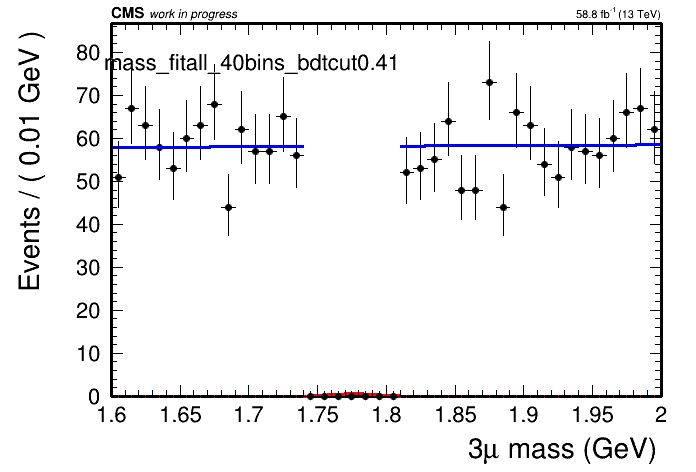 CMS work in progress
58.8 fb-1 (13 TeV)
mass_fitall_40bins_bdtcut0.41
Events / ( 0.01 GeV )
80
70
60
50
40
30
20
10
0
1.6 1.65 1.7 1.75 1.8 1.85 1.9 1.95 2
3μ mass (GeV)